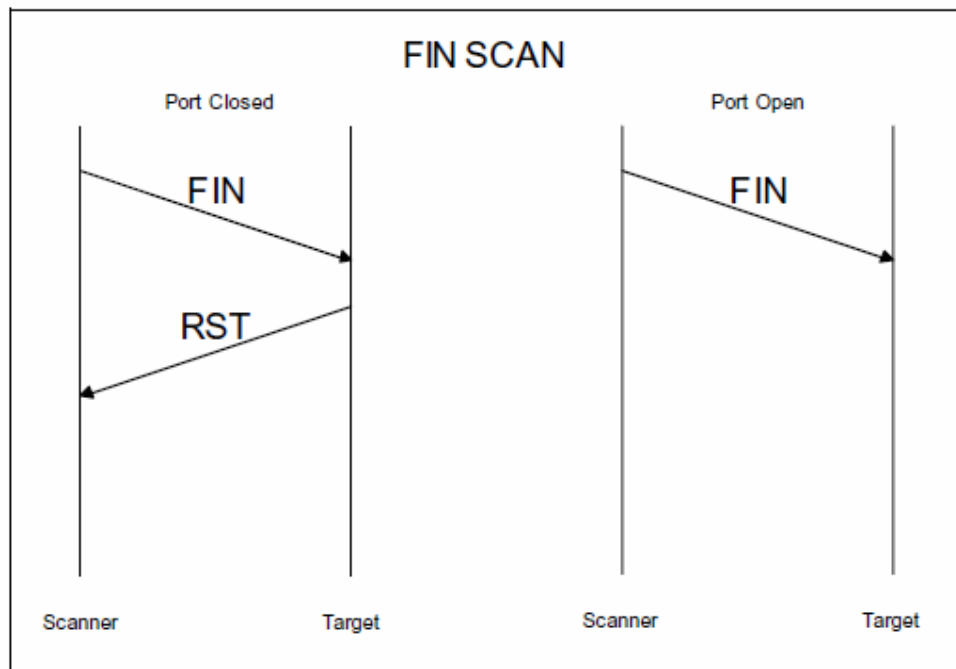 FIN SCAN
Port Closed
Port Open
FIN
FIN
RST
Scanner
Target
Scanner
Target